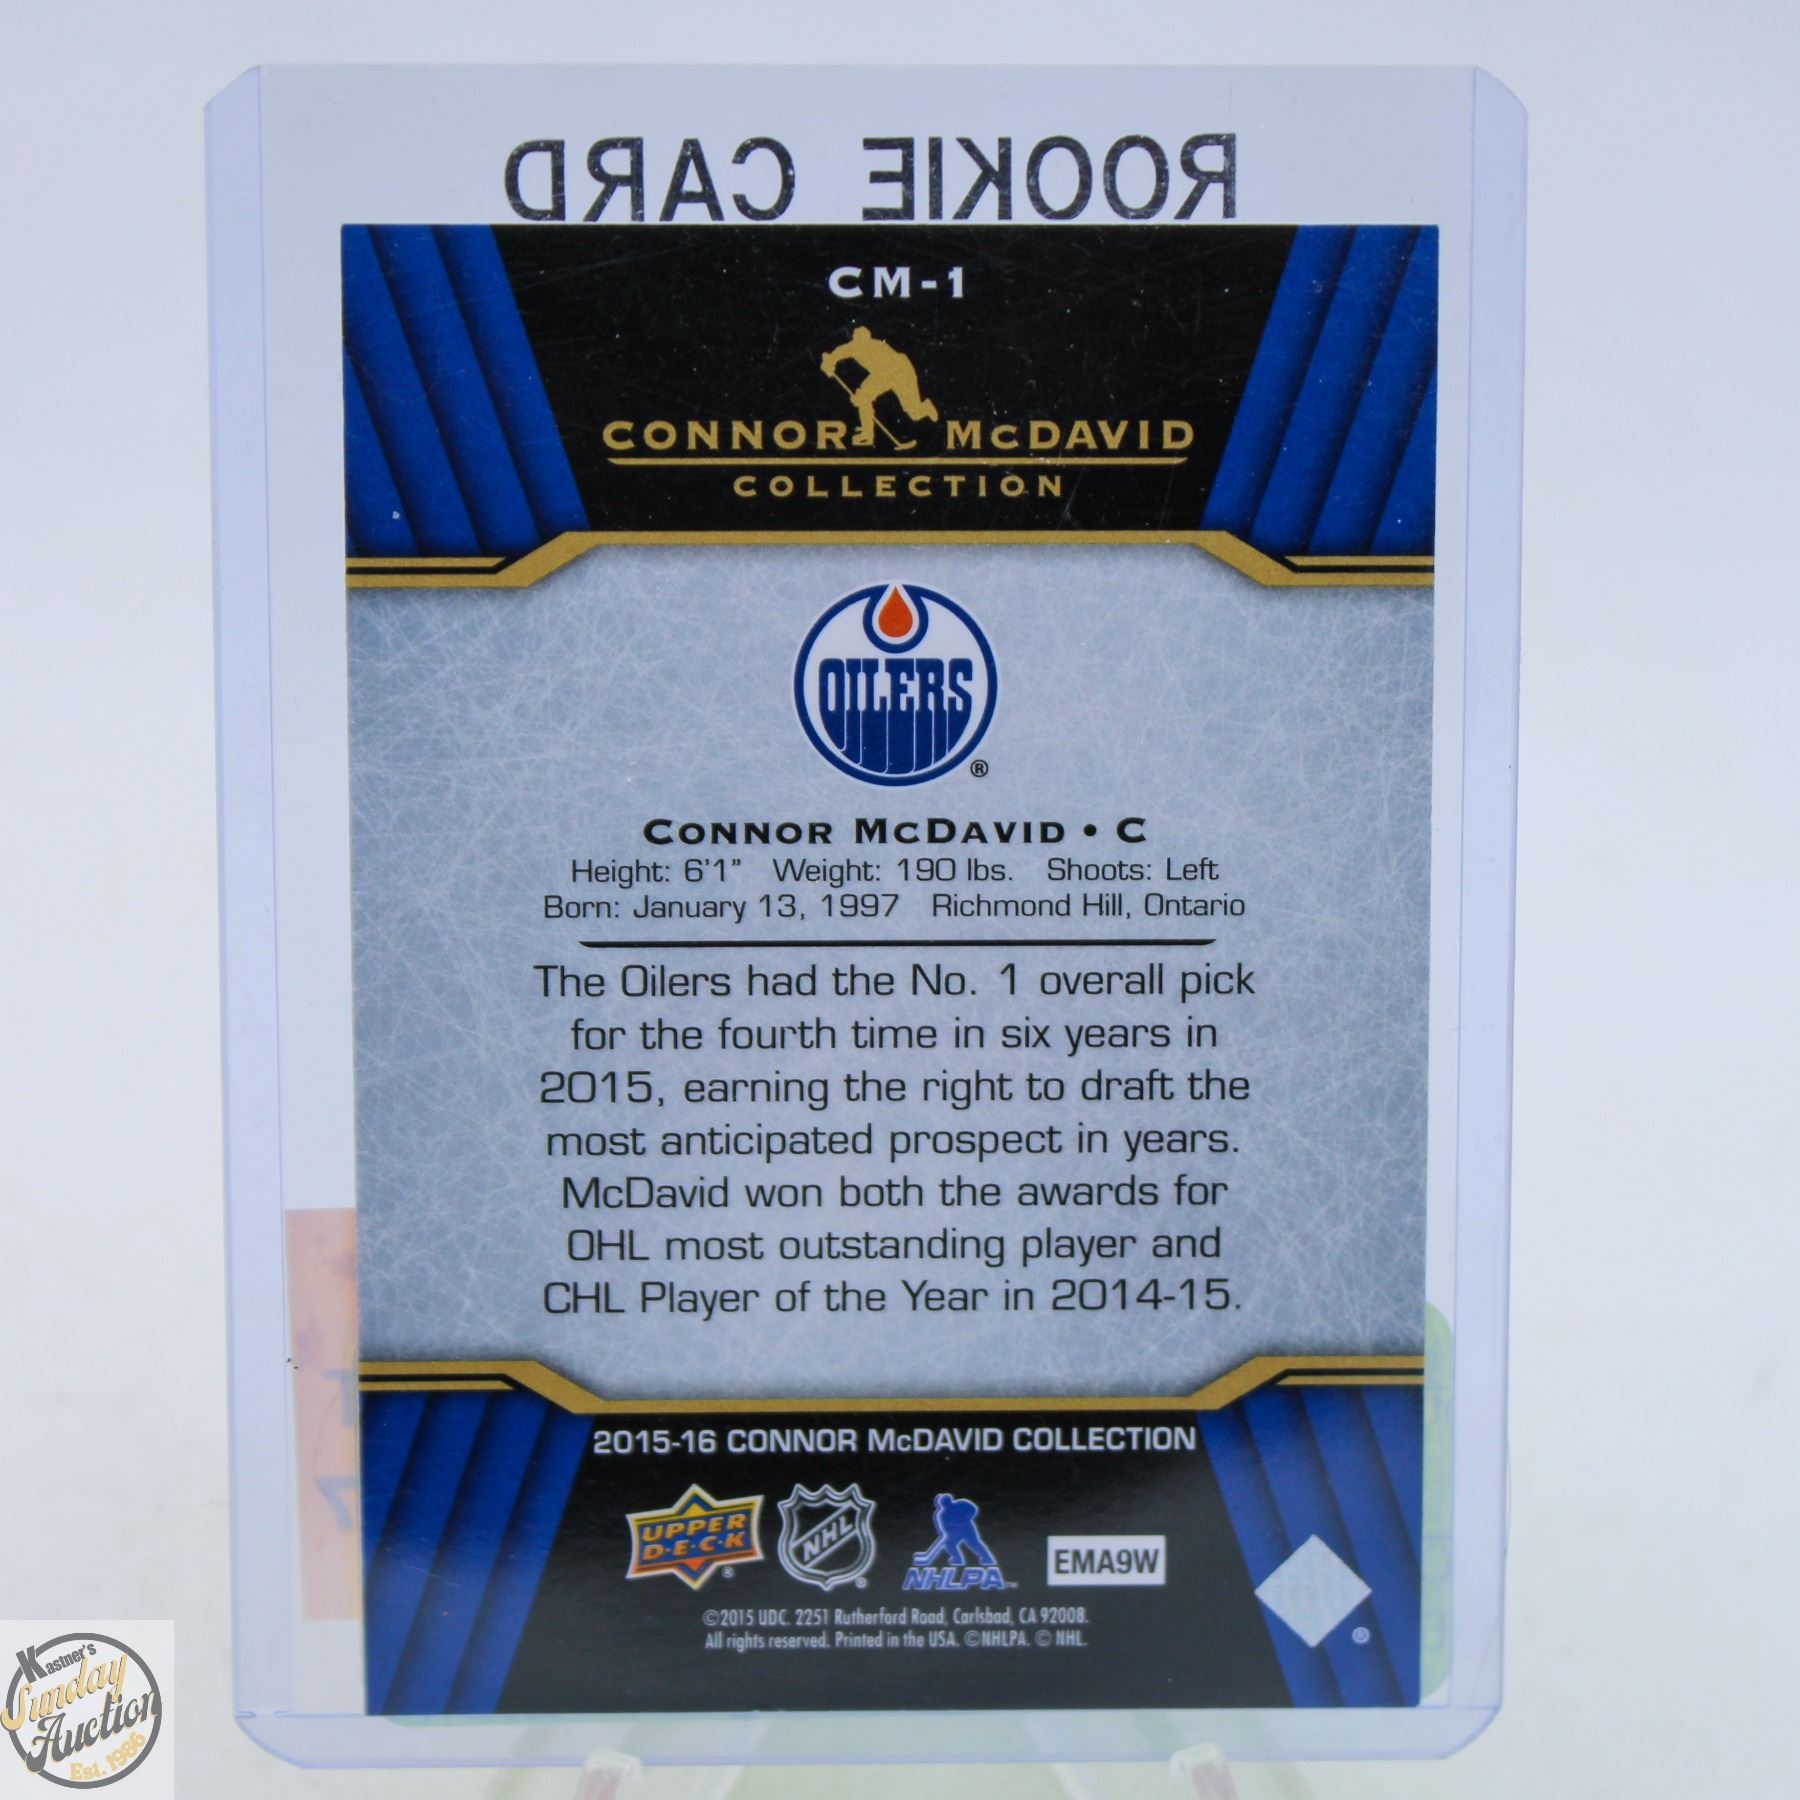 ROOKIE CARD
CM-1
CONNOR McDAVID
COLLECTION
OILERS
®
CONNOR McDAVID • C
Height: 6'1" Weight: 190 lbs. Shoots: Left
Born: January 13, 1997 Richmond Hill, Ontario
The Oilers had the No. 1 overall pick
for the fourth time in six years in
2015, earning the right to draft the
most anticipated prospect in years.
McDavid won both the awards for
OHL most outstanding player and
CHL Player of the Year in 2014-15.
2015-16 CONNOR McDAVID COLLECTION
UPPER
D·E·C·K
®
NHL
®
NHLPA™
EMA9W
®
©2015 UDC. 2251 Rutherford Road, Carlsbad, CA 92008.
All rights reserved. Printed in the USA. ©NHLPA. © NHL.
Kastner's
Sunday
Auction
Est. 1986